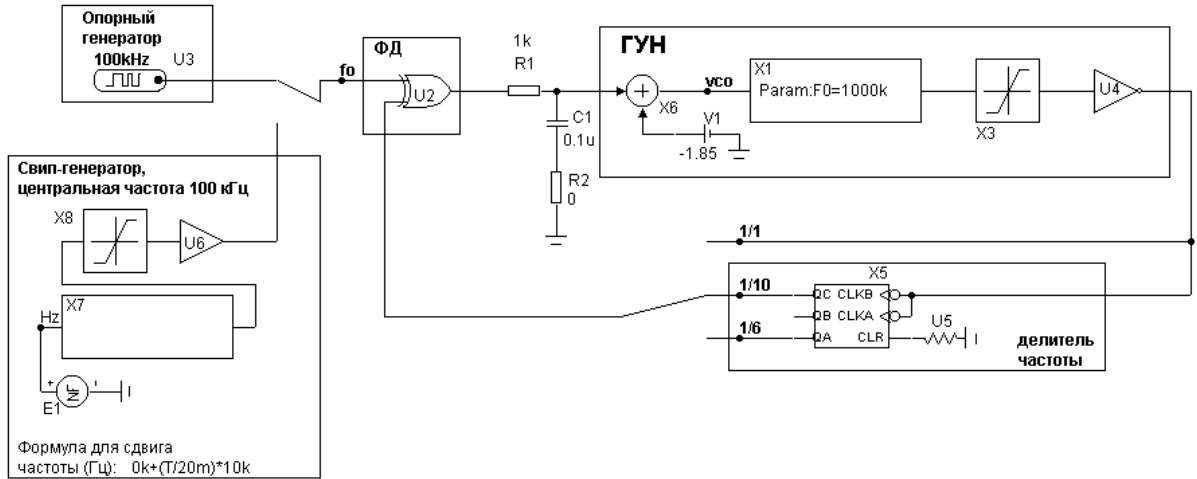 Опорный
генератор
100kHz
U3
fo
ФД
U2
1k
R1
C1
0.1u
R2
0
ГУН
X6
vco
V1
-1.85
X1
Param:F0=1000k
X3
U4
Свип-генератор,
центральная частота 100 кГц
X8
U6
X7
Hz
NF
E1
Формула для сдвига
частоты (Гц): 0k+(T/20m)*10k
1/1
1/10
1/6
X5
QC CLKB
QB CLKA
QA CLR
U5
делитель
частоты